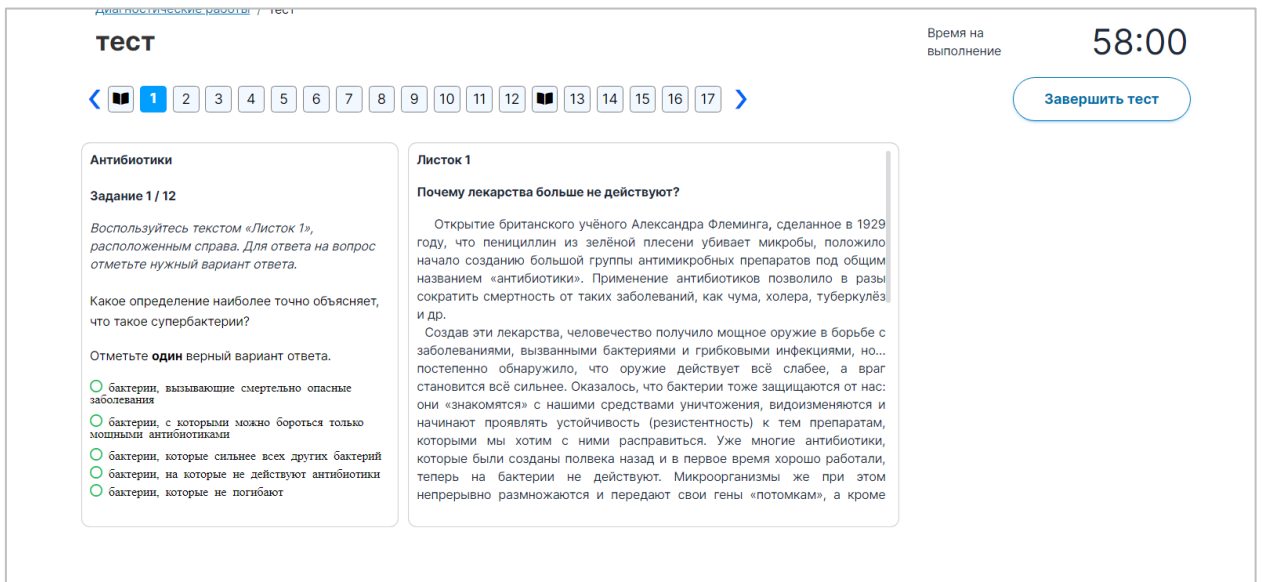 Диагностические работы / тест
тест
Время на
выполнение
58:00
1 2 3 4 5 6 7 8 9 10 11 12 13 14 15 16 17
Завершить тест
Антибиотики
Задание 1 / 12
Воспользуйтесь текстом «Листок 1»,
расположенным справа. Для ответа на вопрос
отметьте нужный вариант ответа.
Какое определение наиболее точно объясняет,
что такое супербактерии?
Отметьте один верный вариант ответа.
бактерии, вызывающие смертельно опасные
заболевания
бактерии, с которыми можно бороться только
мощными антибиотиками
бактерии, которые сильнее всех других бактерий
бактерии, на которые не действуют антибиотики
бактерии, которые не погибают
Листок 1
Почему лекарства больше не действуют?
Открытие британского учёного Александра Флеминга, сделанное в 1929
году, что пенициллин из зелёной плесени убивает микробы, положило
начало созданию большой группы антимикробных препаратов под общим
названием «антибиотики». Применение антибиотиков позволило в разы
сократить смертность от таких заболеваний, как чума, холера, туберкулёз
и др.
Создав эти лекарства, человечество получило мощное оружие в борьбе с
заболеваниями, вызванными бактериями и грибковыми инфекциями, но...
постепенно обнаружило, что оружие действует всё слабее, а враг
становится всё сильнее. Оказалось, что бактерии тоже защищаются от нас:
они «знакомятся» с нашими средствами уничтожения, видоизменяются и
начинают проявлять устойчивость (резистентность) к тем препаратам,
которыми мы хотим с ними расправиться. Уже многие антибиотики,
которые были созданы полвека назад и в первое время хорошо работали,
теперь на бактерии не действуют. Микроорганизмы же при этом
непрерывно размножаются и передают свои гены «потомкам», а кроме